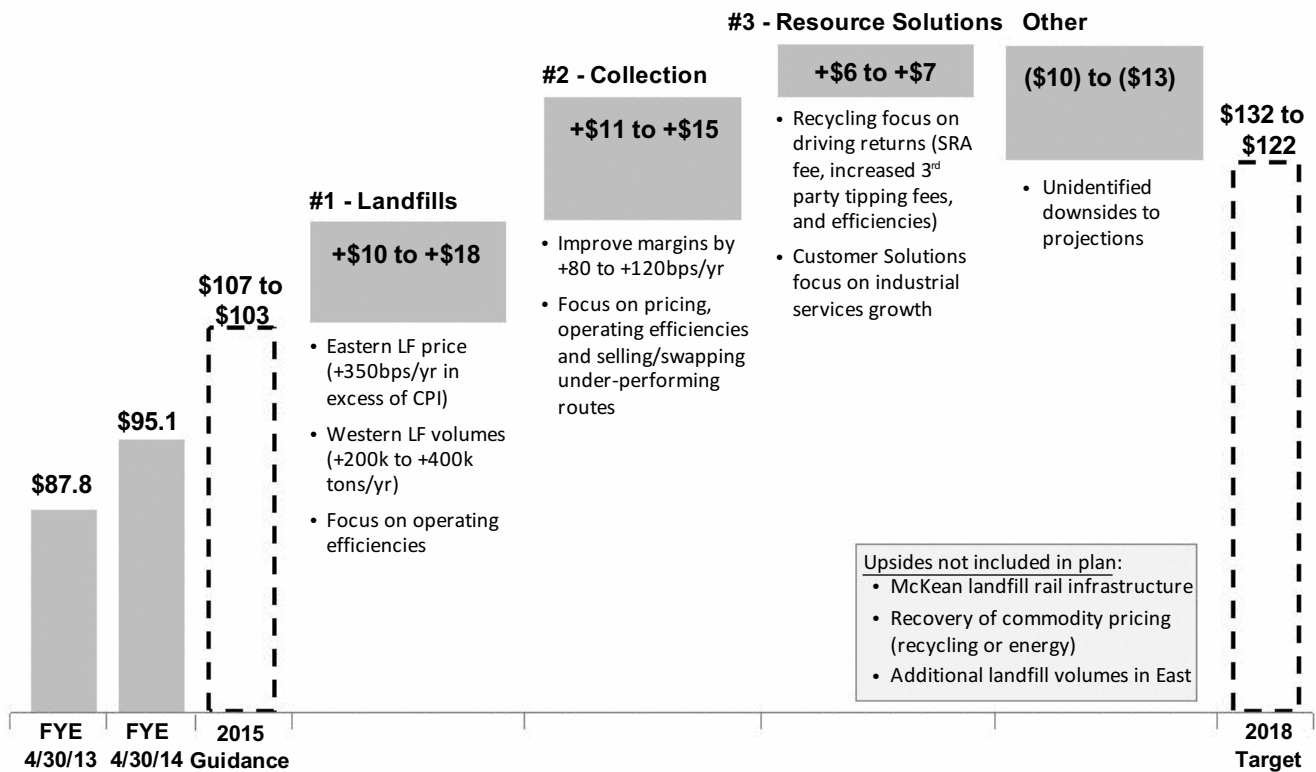 $87.8
$95.1
$107 to
$103
#1 - Landfills
+$10 to +$18
• Eastern LF price
(+350bps/yr in
excess of CPI)
• Western LF volumes
(+200k to +400k
tons/yr)
• Focus on operating
efficiencies
#2 - Collection
+$11 to +$15
• Improve margins by
+80 to +120bps/yr
• Focus on pricing,
operating efficiencies
and selling/swapping
under-performing
routes
#3 - Resource Solutions
+$6 to +$7
• Recycling focus on
driving returns (SRA
fee, increased 3rd
party tipping fees,
and efficiencies)
• Customer Solutions
focus on industrial
services growth
Other
($10) to ($13)
• Unidentified
downsides to
projections
$132 to
$122
Upsides not included in plan:
• McKean landfill rail infrastructure
• Recovery of commodity pricing
(recycling or energy)
• Additional landfill volumes in East
FYE
4/30/13
FYE
4/30/14
2015
Guidance
2018
Target